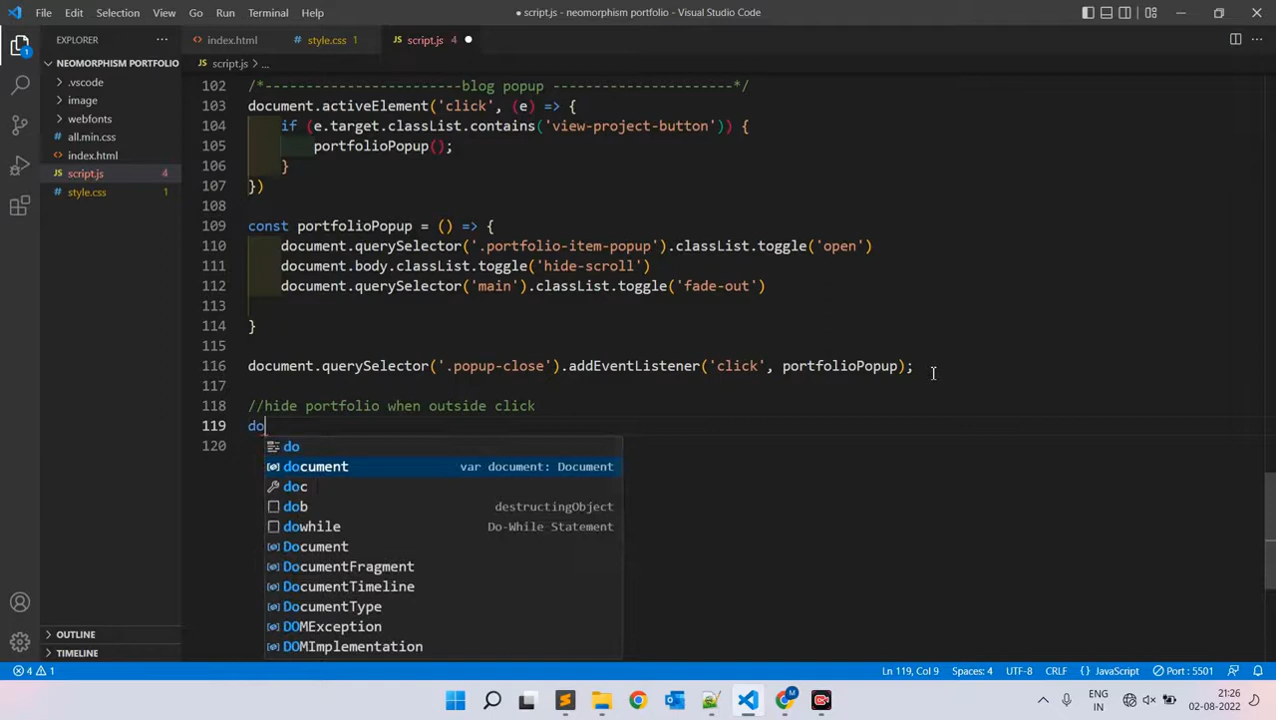 File Edit Selection View Go Run Terminal Help
● script.js - neomorphism portfolio - Visual Studio Code
EXPLORER ···
index.html
style.css 1
script.js 4 ●
NEOMORPHISM PORTFOLIO
script.js > ...
.vscode
image
webfonts
all.min.css
index.html
script.js 4
style.css 1
102 /*------------------------blog popup ----------------------*/
103 document.activeElement('click', (e) => {
104 if (e.target.classList.contains('view-project-button')) {
105 portfolioPopup();
106 }
107 })
108
109 const portfolioPopup = () => {
110 document.querySelector('.portfolio-item-popup').classList.toggle('open')
111 document.body.classList.toggle('hide-scroll')
112 document.querySelector('main').classList.toggle('fade-out')
113
114 }
115
116 document.querySelector('.popup-close').addEventListener('click', portfolioPopup);
117
118 //hide portfolio when outside click
119 do
120
do
document var document: Document
doc
dob destructingObject
dowhile Do-While Statement
Document
DocumentFragment
DocumentTimeline
DocumentType
DOMException
DOMImplementation
OUTLINE
TIMELINE
4 1
Ln 119, Col 9 Spaces: 4 UTF-8 CRLF {} JavaScript Port : 5501
ENG
IN
21:26
02-08-2022